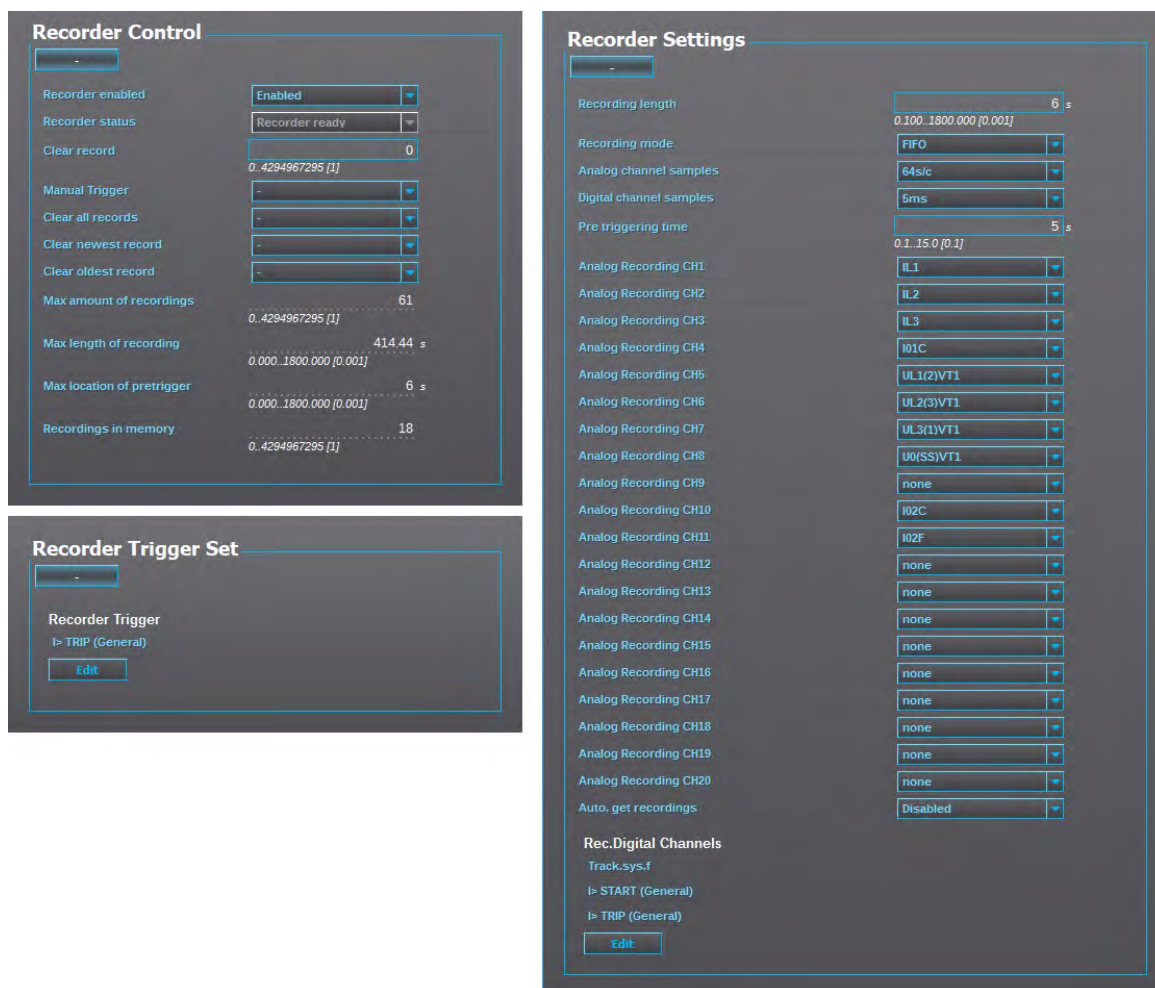 Recorder Control
-
Recorder enabled Enabled
Recorder status Recorder ready
Clear record 0
0..4294967295 [1]
Manual Trigger -
Clear all records -
Clear newest record -
Clear oldest record -
Max amount of recordings 61
0..4294967295 [1]
Max length of recording 414.44 s
0.000..1800.000 [0.001]
Max location of pretrigger 6 s
0.000..1800.000 [0.001]
Recordings in memory 18
0..4294967295 [1]
Recorder Trigger Set
-
Recorder Trigger
I> TRIP (General)
Edit
Recorder Settings
-
Recording length 6 s
0.100..1800.000 [0.001]
Recording mode FIFO
Analog channel samples 64s/c
Digital channel samples 5ms
Pre triggering time 5 s
0.1..15.0 [0.1]
Analog Recording CH1 IL1
Analog Recording CH2 IL2
Analog Recording CH3 IL3
Analog Recording CH4 I01C
Analog Recording CH5 UL1(2)VT1
Analog Recording CH6 UL2(3)VT1
Analog Recording CH7 UL3(1)VT1
Analog Recording CH8 U0(SS)VT1
Analog Recording CH9 none
Analog Recording CH10 I02C
Analog Recording CH11 I02F
Analog Recording CH12 none
Analog Recording CH13 none
Analog Recording CH14 none
Analog Recording CH15 none
Analog Recording CH16 none
Analog Recording CH17 none
Analog Recording CH18 none
Analog Recording CH19 none
Analog Recording CH20 none
Auto. get recordings Disabled
Rec.Digital Channels
Track.sys.f
I> START (General)
I> TRIP (General)
Edit